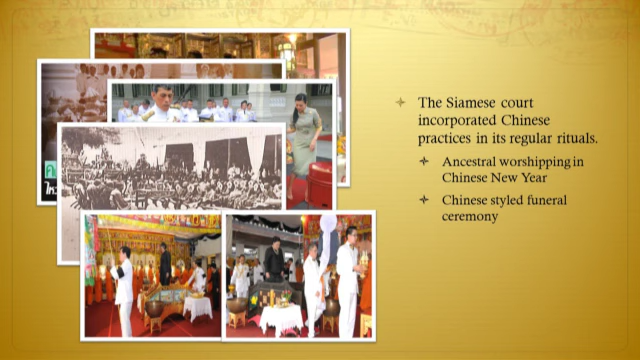 The Siamese court
incorporated Chinese
practices in its regular rituals.
Ancestral worshipping in
Chinese New Year
Chinese styled funeral
ceremony